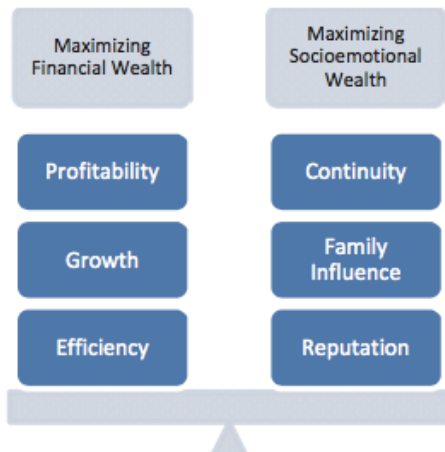 Maximizing
Financial Wealth
Maximizing
Socioemotional
Wealth
Profitability
Continuity
Growth
Family
Influence
Efficiency
Reputation